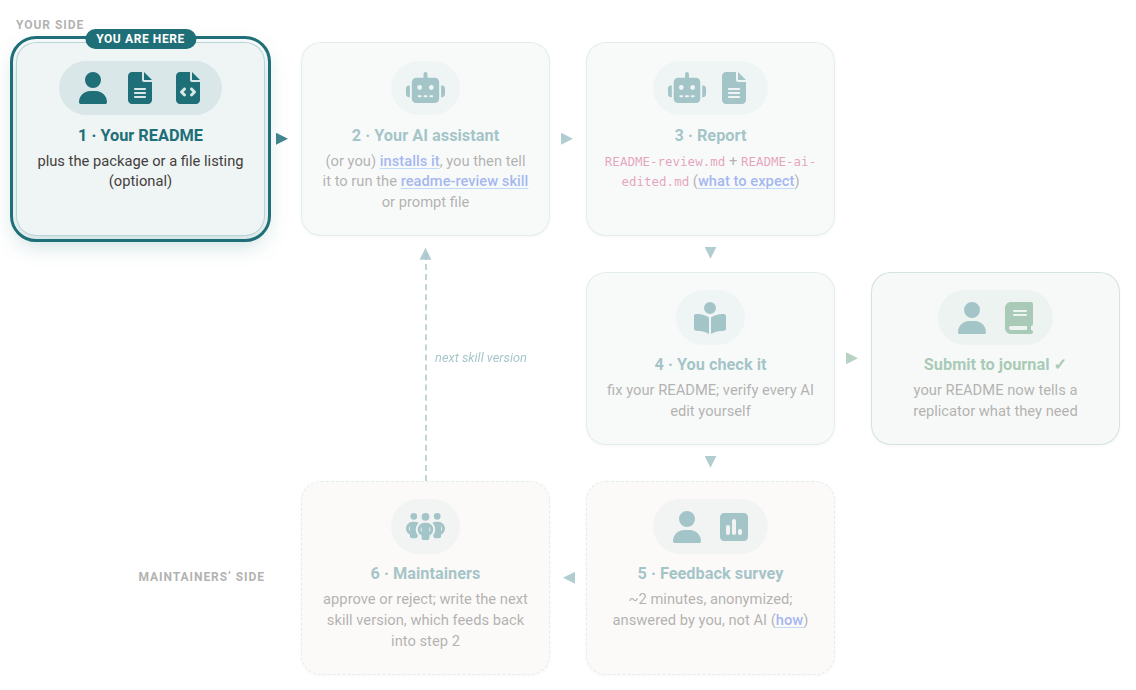 YOUR SIDE
YOU ARE HERE
1 · Your README
plus the package or a file listing
(optional)
2 · Your AI assistant
(or you) installs it, you then tell
it to run the readme-review skill
or prompt file
3 · Report
README-review.md + README-ai-
edited.md (what to expect)
4 · You check it
fix your README; verify every AI
edit yourself
Submit to journal ✓
your README now tells a
replicator what they need
next skill version
MAINTAINERS’ SIDE
6 · Maintainers
approve or reject; write the next
skill version, which feeds back
into step 2
5 · Feedback survey
~2 minutes, anonymized;
answered by you, not AI (how)